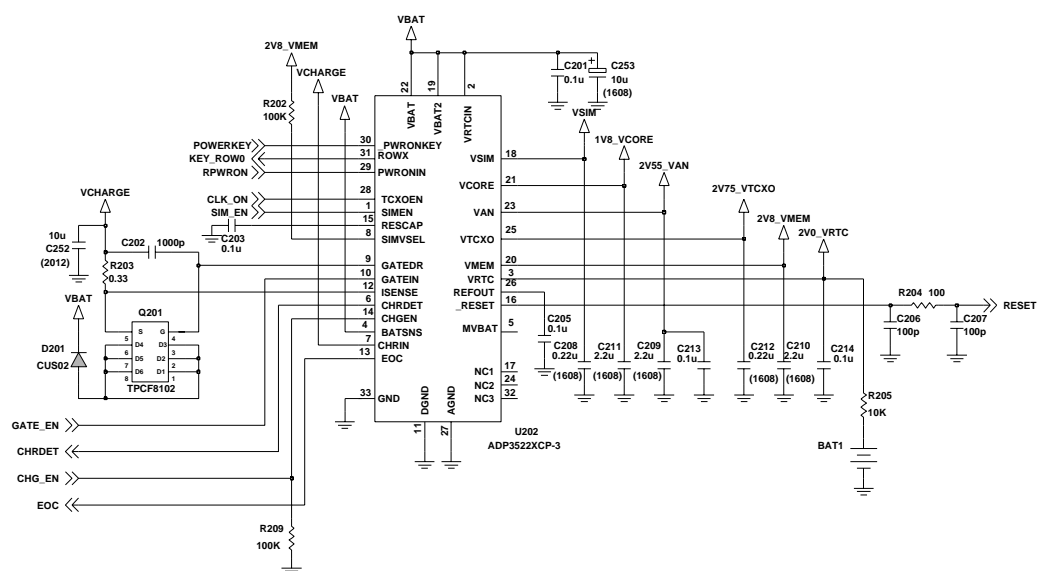 VBAT
2V8_VMEM
VCHARGE
VBAT
R202
100K
C201
0.1u
+
C253
10u
(1608)
22
19
2
VBAT
VBAT2
VRTCIN
POWERKEY
KEY_ROW0
RPWRON
CLK_ON
SIM_EN
30
31
29
28
1
15
8
9
10
12
6
14
4
7
13
33
_PWRONKEY
ROWX
PWRONIN
TCXOEN
SIMEN
RESCAP
SIMVSEL
GATEDR
GATEIN
ISENSE
CHRDET
CHGEN
BATSNS
CHRIN
EOC
GND
DGND
AGND
11
27
VSIM
VCORE
VAN
VTCXO
VMEM
VRTC
REFOUT
_RESET
MVBAT
NC1
NC2
NC3
18
21
23
25
20
3
26
16
5
17
24
32
U202
ADP3522XCP-3
VSIM
1V8_VCORE
2V55_VAN
2V75_VTCXO
2V8_VMEM
2V0_VRTC
C203
0.1u
VCHARGE
10u
C252
(2012)
C202
1000p
R203
0.33
VBAT
D201
CUS02
Q201
S
G
5
4
D4
D3
6
3
D5
D2
7
2
D6
D1
8
1
TPCF8102
C205
0.1u
C208
0.22u
(1608)
C211
2.2u
(1608)
C209
2.2u
(1608)
C213
0.1u
C212
0.22u
(1608)
C210
2.2u
(1608)
C214
0.1u
R204 100
RESET
C206
100p
C207
100p
R205
10K
BAT1
GATE_EN
CHRDET
CHG_EN
EOC
R209
100K